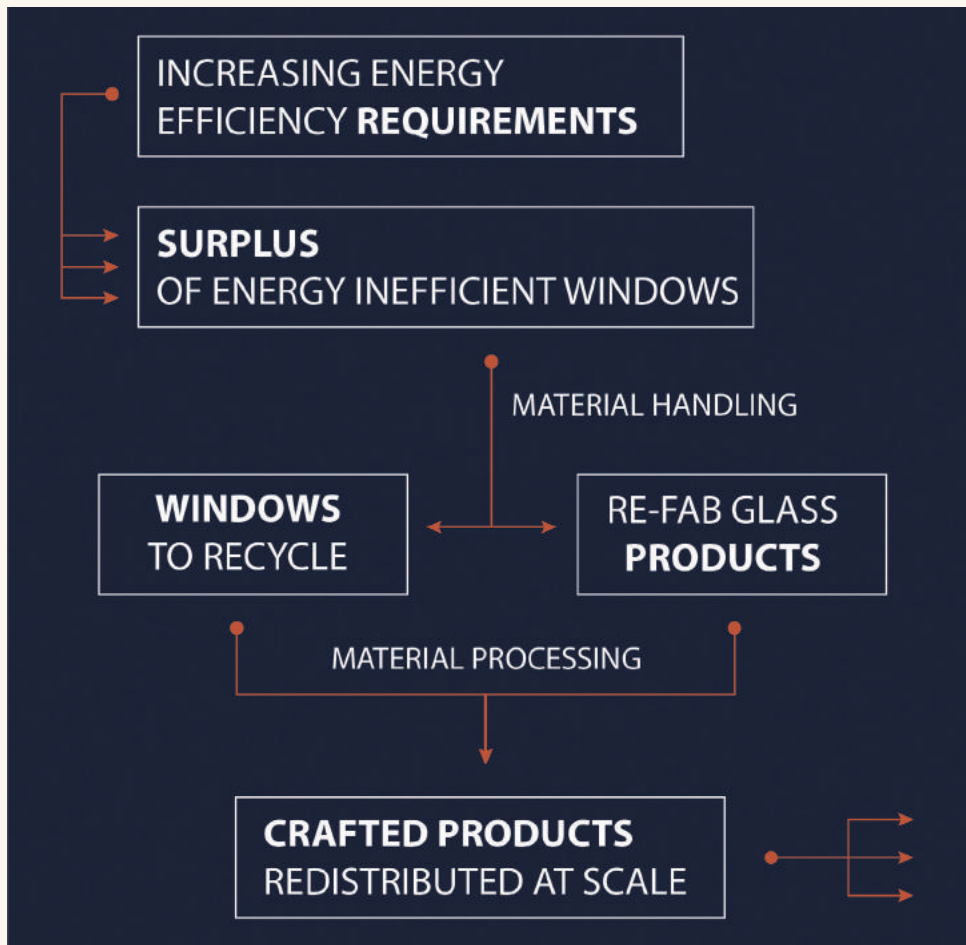 INCREASING ENERGY
EFFICIENCY REQUIREMENTS
SURPLUS
OF ENERGY INEFFICIENT WINDOWS
MATERIAL HANDLING
WINDOWS
TO RECYCLE
RE-FAB GLASS
PRODUCTS
MATERIAL PROCESSING
CRAFTED PRODUCTS
REDISTRIBUTED AT SCALE